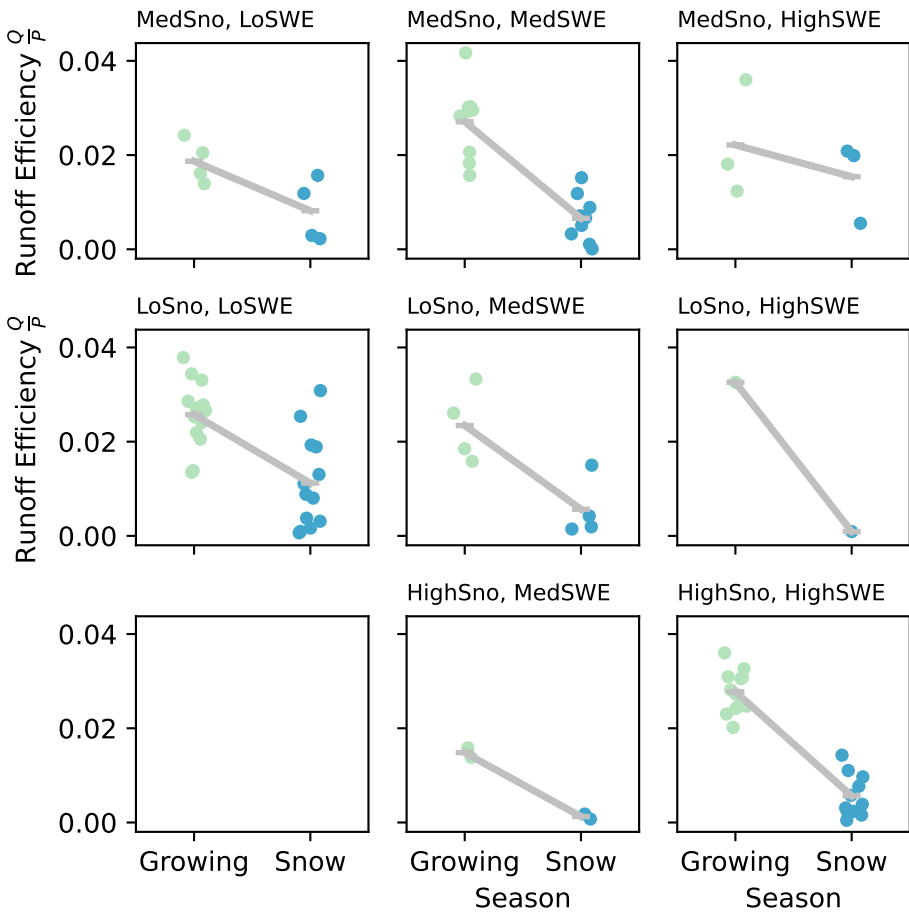 MedSno, LoSWE
MedSno, MedSWE
MedSno, HighSWE
Runoff Efficiency Q/P
0.04
0.02
0.00
LoSno, LoSWE
LoSno, MedSWE
LoSno, HighSWE
Runoff Efficiency Q/P
0.04
0.02
0.00
HighSno, MedSWE
HighSno, HighSWE
0.04
0.02
0.00
Growing Snow
Growing Snow
Growing Snow
Season
Season